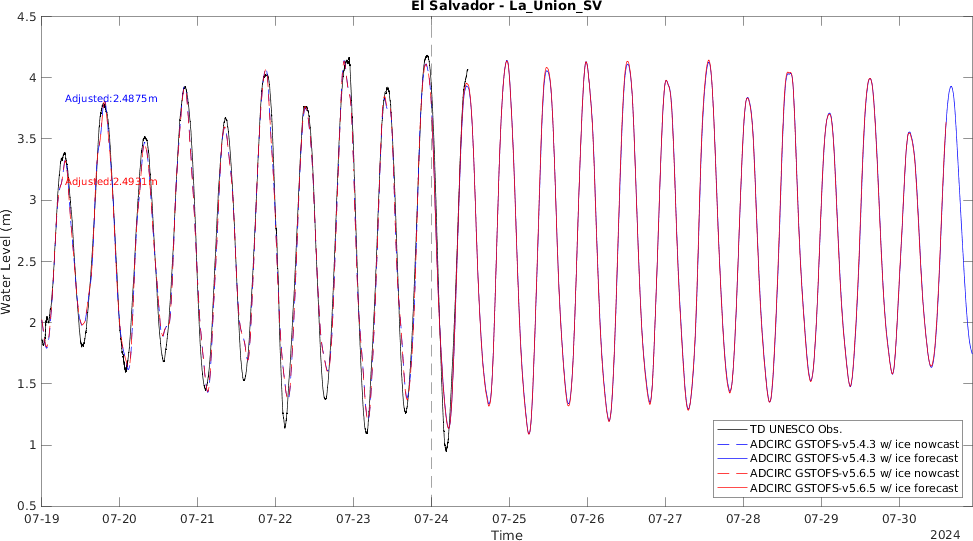 El Salvador - La_Union_SV
4.5
4
3.5
3
2.5
2
1.5
1
0.5
Water Level (m)
Adjusted:2.4875m
Adjusted:2.4931m
TD UNESCO Obs.
ADCIRC GSTOFS-v5.4.3 w/ ice nowcast
ADCIRC GSTOFS-v5.4.3 w/ ice forecast
ADCIRC GSTOFS-v5.6.5 w/ ice nowcast
ADCIRC GSTOFS-v5.6.5 w/ ice forecast
07-19 07-20 07-21 07-22 07-23 07-24 07-25 07-26 07-27 07-28 07-29 07-30
Time
2024